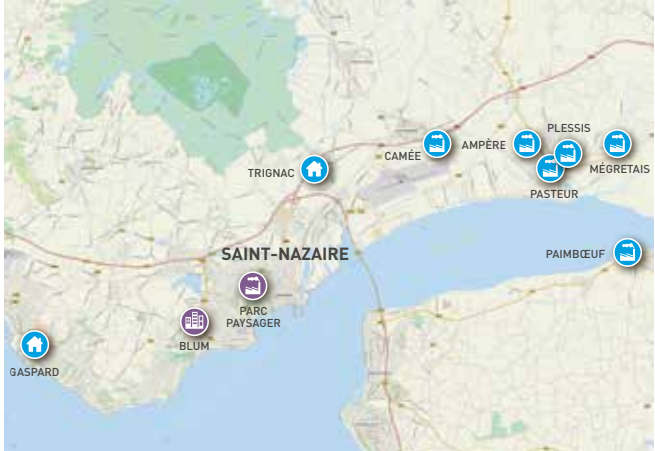 PLESSIS
CAMÉE
AMPÈRE
MÉGRETAIS
TRIGNAC
PASTEUR
SAINT-NAZAIRE
PAIMBŒUF
PARC
PAYSAGER
BLUM
GASPARD